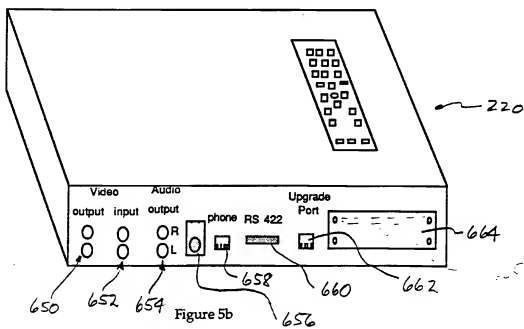 220
Video Audio Upgrade
output input output R phone RS 422 Port
L
664
650 652 654 656 658 660 662
Figure 5b